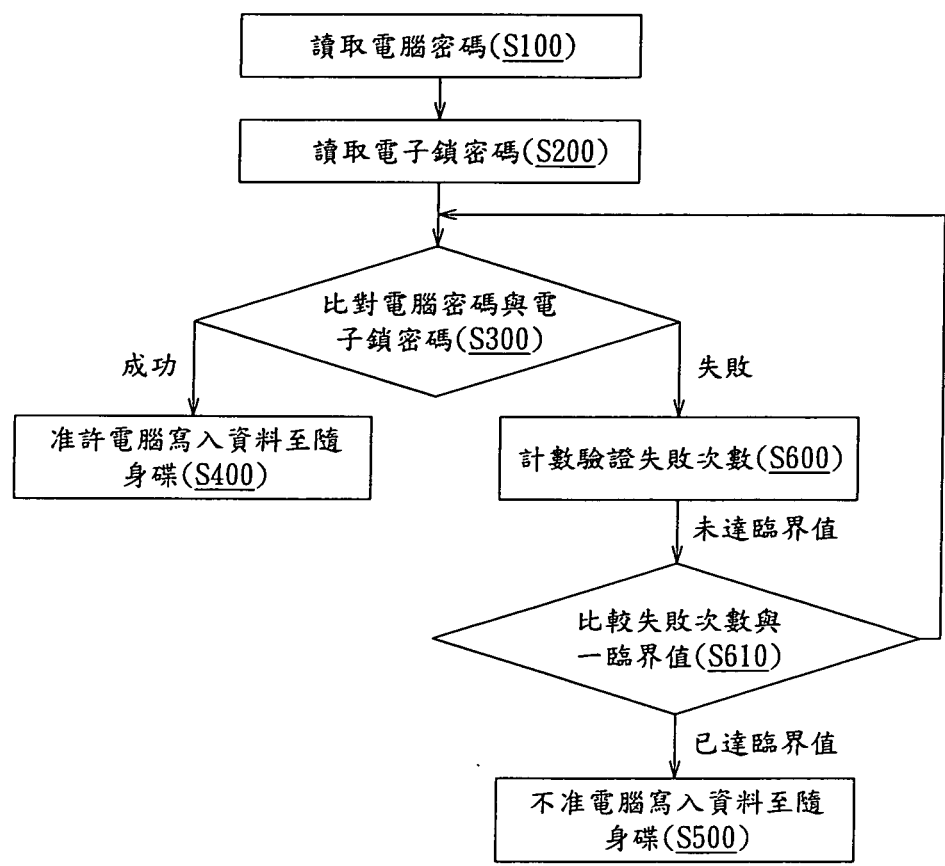 讀取電腦密碼(S100)
讀取電子鎖密碼(S200)
比對電腦密碼與電
子鎖密碼(S300)
成功
失敗
准許電腦寫入資料至隨
身碟(S400)
計數驗證失敗次數(S600)
未達臨界值
比較失敗次數與
一臨界值(S610)
已達臨界值
不准電腦寫入資料至隨
身碟(S500)